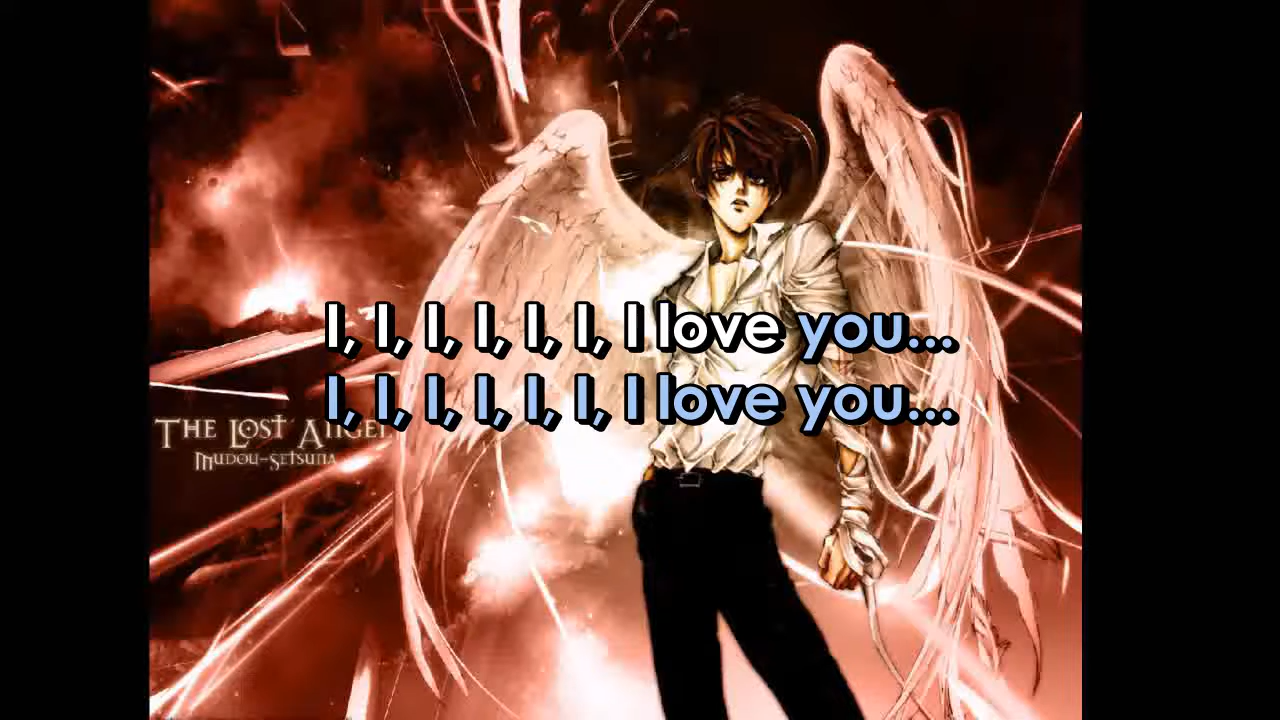 I, I, I, I, I, I, I love you...
I, I, I, I, I, I, I love you...
The Lost Angel
Mudou-Setsuna